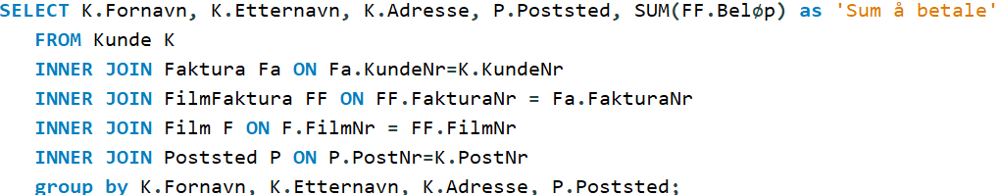 SELECT K.Fornavn, K.Etternavn, K.Adresse, P.Poststed, SUM(FF.Beløp) as 'Sum å betale'
FROM Kunde K
INNER JOIN Faktura Fa ON Fa.KundeNr=K.KundeNr
INNER JOIN FilmFaktura FF ON FF.FakturaNr = Fa.FakturaNr
INNER JOIN Film F ON F.FilmNr = FF.FilmNr
INNER JOIN Poststed P ON P.PostNr=K.PostNr
group by K.Fornavn, K.Etternavn, K.Adresse, P.Poststed;